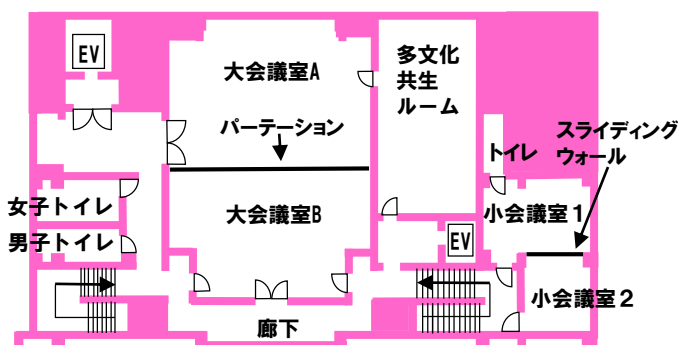 EV
大会議室A
多文化
共生
ルーム
パーテーション
スライディング
ウォール
トイレ
女子トイレ
大会議室B
小会議室1
男子トイレ
EV
小会議室2
廊下